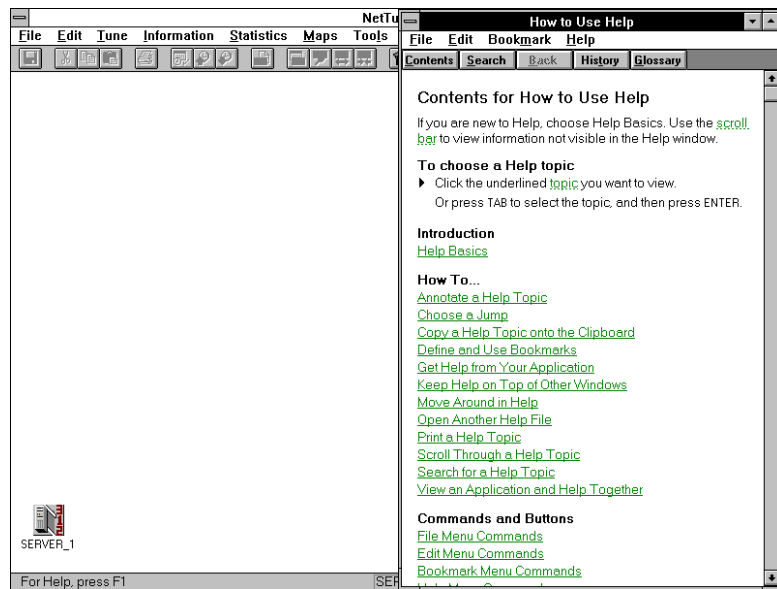 NetTu
File Edit Tune Information Statistics Maps Tools
SERVER_1
For Help, press F1
SER
How to Use Help
File Edit Bookmark Help
Contents Search Back History Glossary
Contents for How to Use Help
If you are new to Help, choose Help Basics. Use the scroll
bar to view information not visible in the Help window.
To choose a Help topic
Click the underlined topic you want to view.
Or press TAB to select the topic, and then press ENTER.
Introduction
Help Basics
How To...
Annotate a Help Topic
Choose a Jump
Copy a Help Topic onto the Clipboard
Define and Use Bookmarks
Get Help from Your Application
Keep Help on Top of Other Windows
Move Around in Help
Open Another Help File
Print a Help Topic
Scroll Through a Help Topic
Search for a Help Topic
View an Application and Help Together
Commands and Buttons
File Menu Commands
Edit Menu Commands
Bookmark Menu Commands